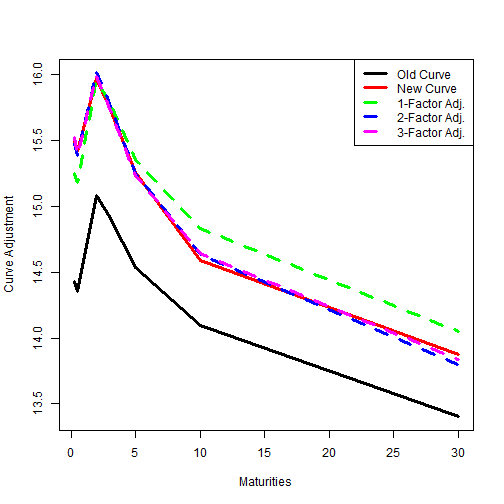 Old Curve
New Curve
1-Factor Adj.
2-Factor Adj.
3-Factor Adj.
Curve Adjustment
16.0
15.5
15.0
14.5
14.0
13.5
0 5 10 15 20 25 30
Maturities